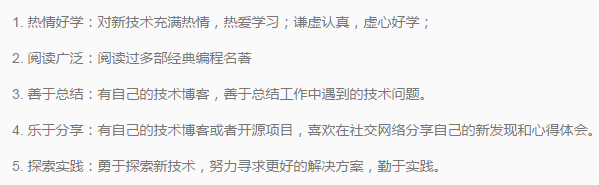 1. 热情好学：对新技术充满热情，热爱学习；谦虚认真，虚心好学；
2. 阅读广泛：阅读过多部经典编程名著
3. 善于总结：有自己的技术博客，善于总结工作中遇到的技术问题。
4. 乐于分享：有自己的技术博客或者开源项目，喜欢在社交网络分享自己的新发现和心得体会。
5. 探索实践：勇于探索新技术，努力寻求更好的解决方案，勤于实践。